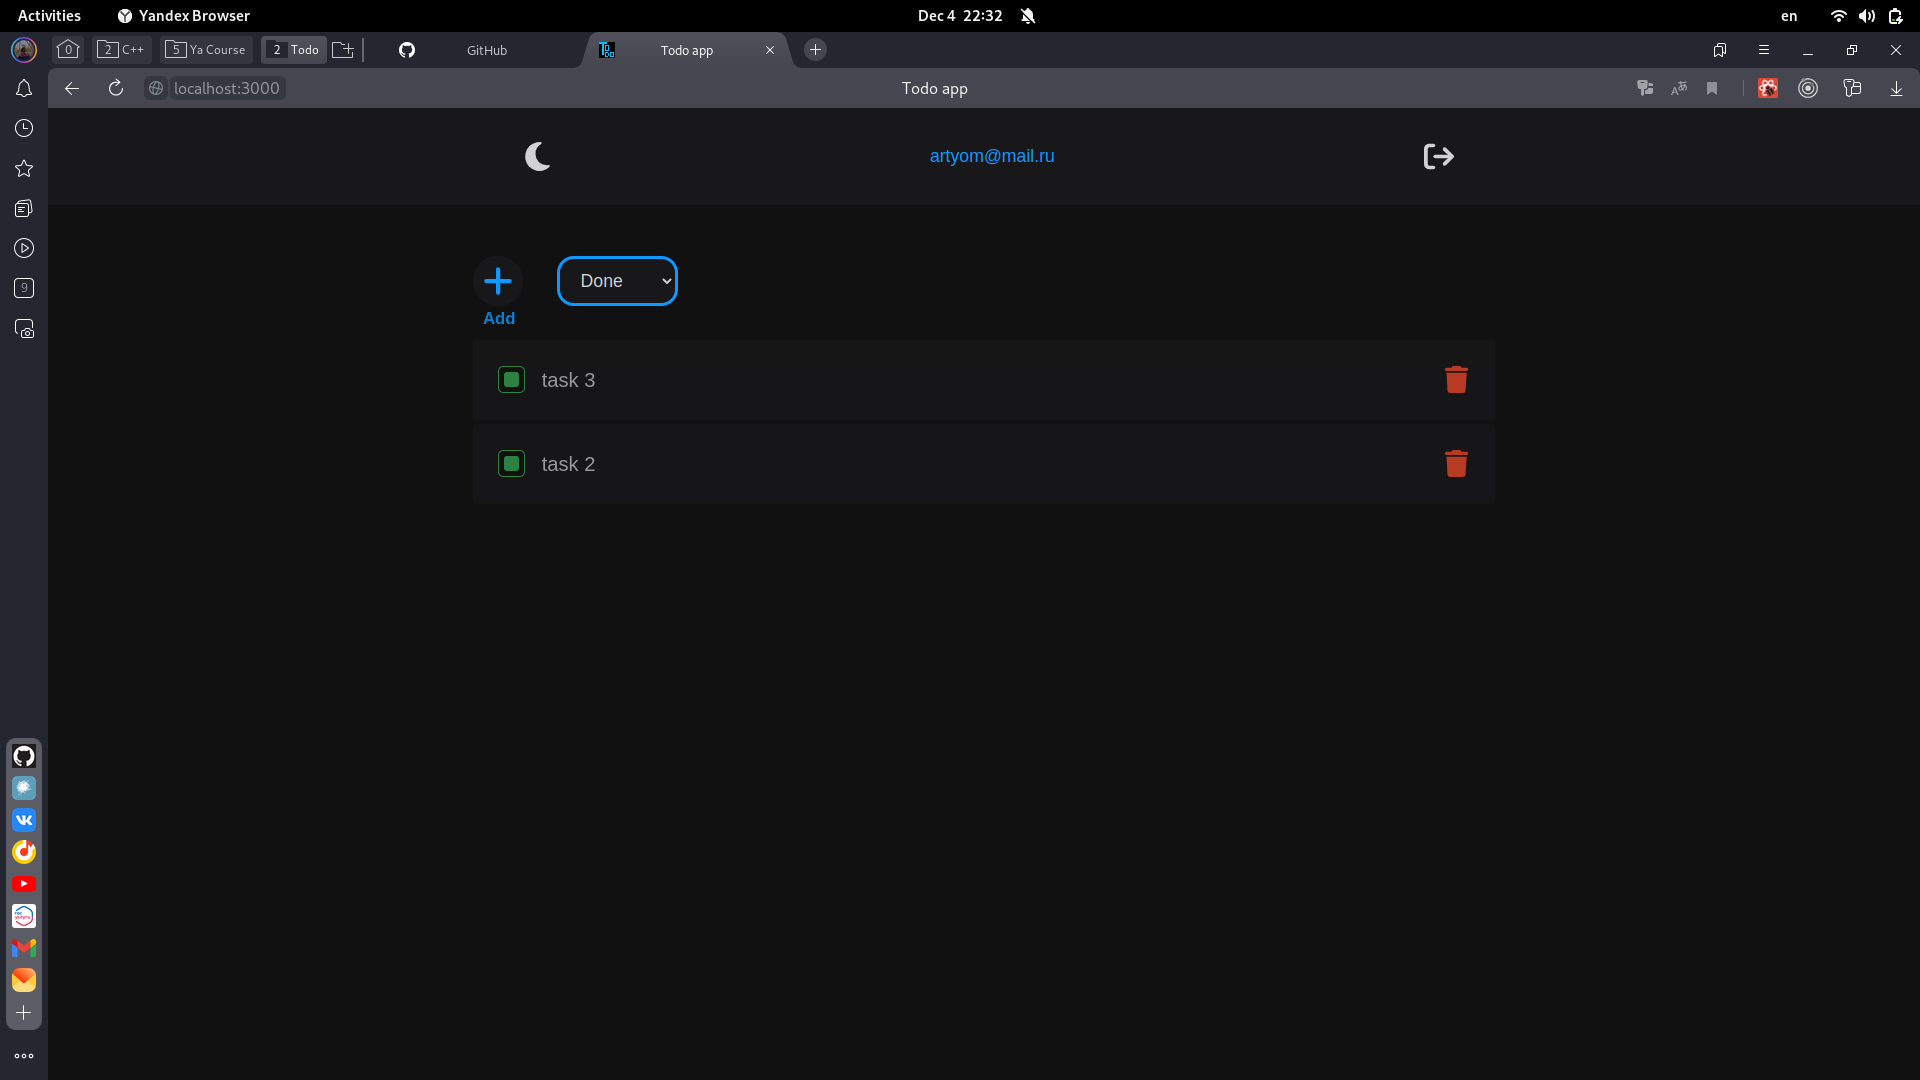 Activities Yandex Browser Dec 4 22:32 en
0 2 C++ 5 Ya Course 2 Todo GitHub Todo app
localhost:3000 Todo app
artyom@mail.ru
Done
Add
task 3
task 2
9